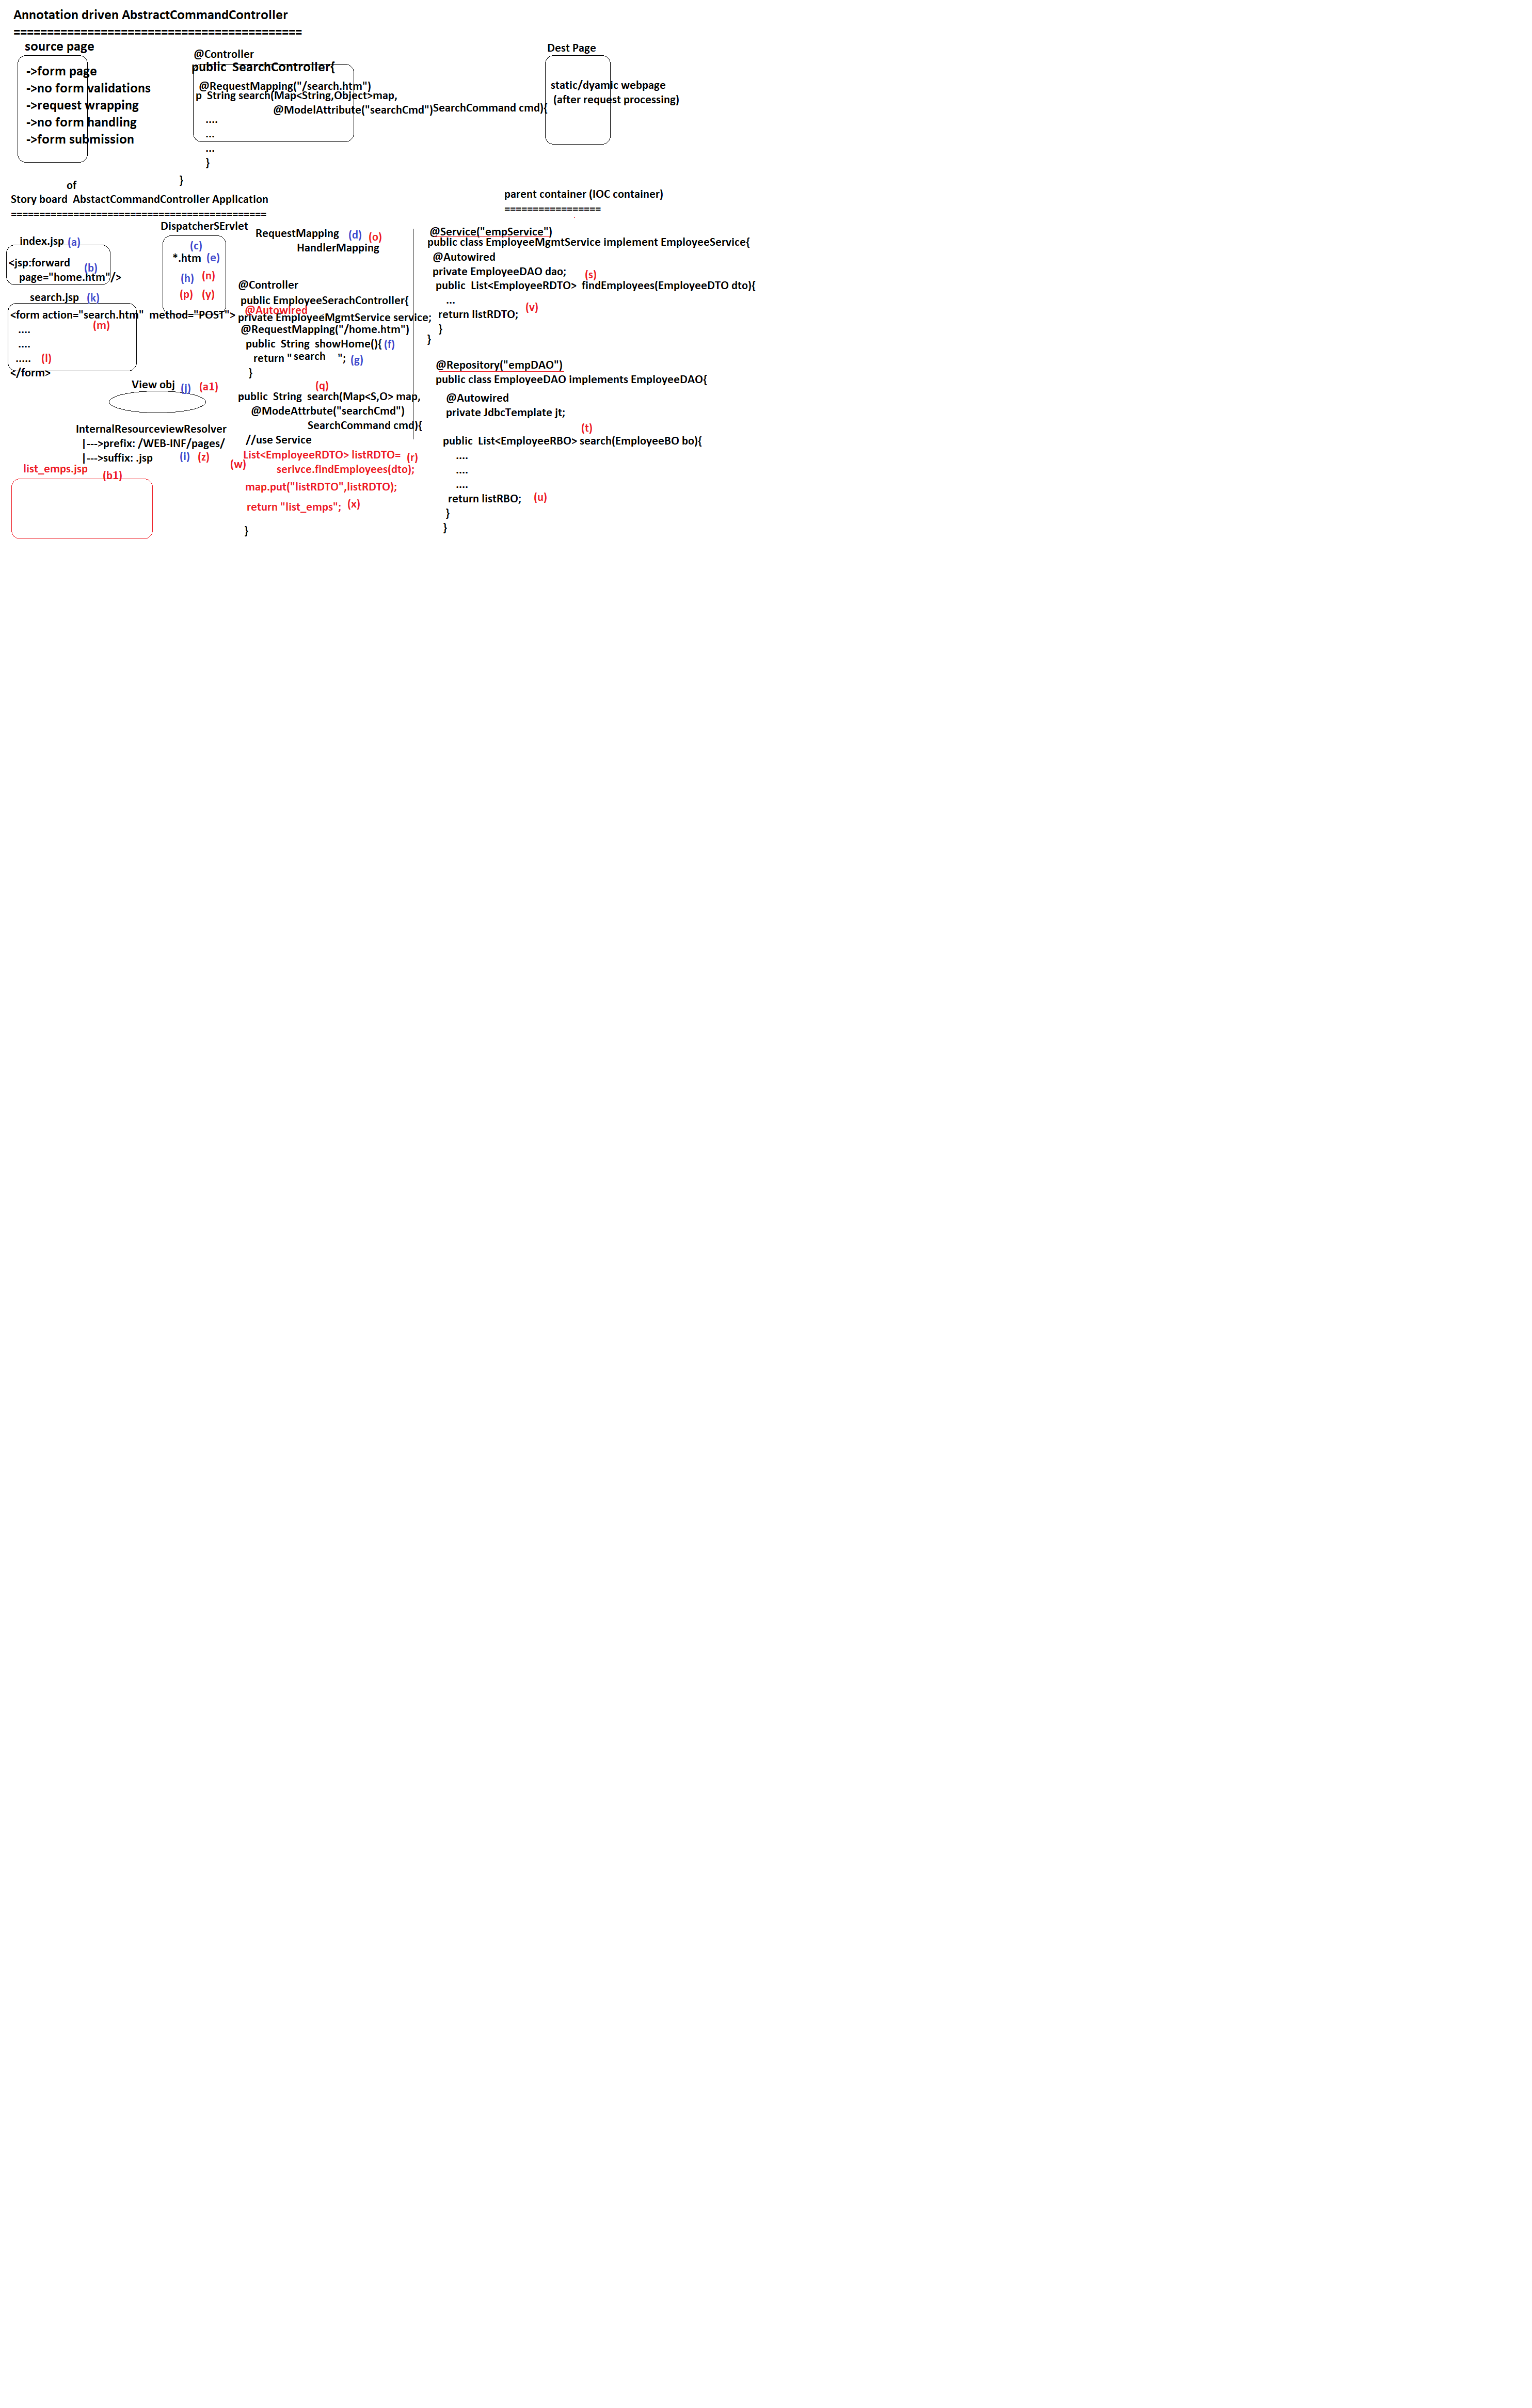 Annotation driven AbstractCommandController
===========================================
source page
->form page
->no form validations
->request wrapping
->no form handling
->form submission
@Controller
public  SearchController{
@RequestMapping("/search.htm")
p  String search(Map<String,Object>map,
@ModelAttribute("searchCmd")SearchCommand cmd){
....
...
...
}
}
Dest Page
static/dyamic webpage
(after request processing)
of
Story board  AbstactCommandController Application
=============================================
index.jsp (a)
<jsp:forward
(b)
page="home.htm"/>
search.jsp (k)
<form action="search.htm"  method="POST">
(m)
....
....
..... (l)
</form>
DispatcherSErvlet
(c)
*.htm (e)
(h) (n)
(p) (y)
View obj (j) (a1)
InternalResourceviewResolver
|--->prefix: /WEB-INF/pages/
|--->suffix: .jsp (i) (z)
list_emps.jsp
(b1)
RequestMapping (d) (o)
HandlerMapping
@Controller
public EmployeeSerachController{
@Autowired
private EmployeeMgmtService service;
@RequestMapping("/home.htm")
public  String  showHome(){ (f)
return " search "; (g)
}
(q)
public  String  search(Map<S,O> map,
@ModeAttrbute("searchCmd")
SearchCommand cmd){
//use Service
List<EmployeeRDTO> listRDTO= (r)
(w)
serivce.findEmployees(dto);
map.put("listRDTO",listRDTO);
return "list_emps"; (x)
}
parent container (IOC container)
=================
@Service("empService")
public class EmployeeMgmtService implement EmployeeService{
@Autowired
private EmployeeDAO dao;
(s)
public  List<EmployeeRDTO>  findEmployees(EmployeeDTO dto){
...
(v)
return listRDTO;
}
}
@Repository("empDAO")
public class EmployeeDAO implements EmployeeDAO{
@Autowired
private JdbcTemplate jt;
(t)
public  List<EmployeeRBO> search(EmployeeBO bo){
....
....
....
return listRBO; (u)
}
}